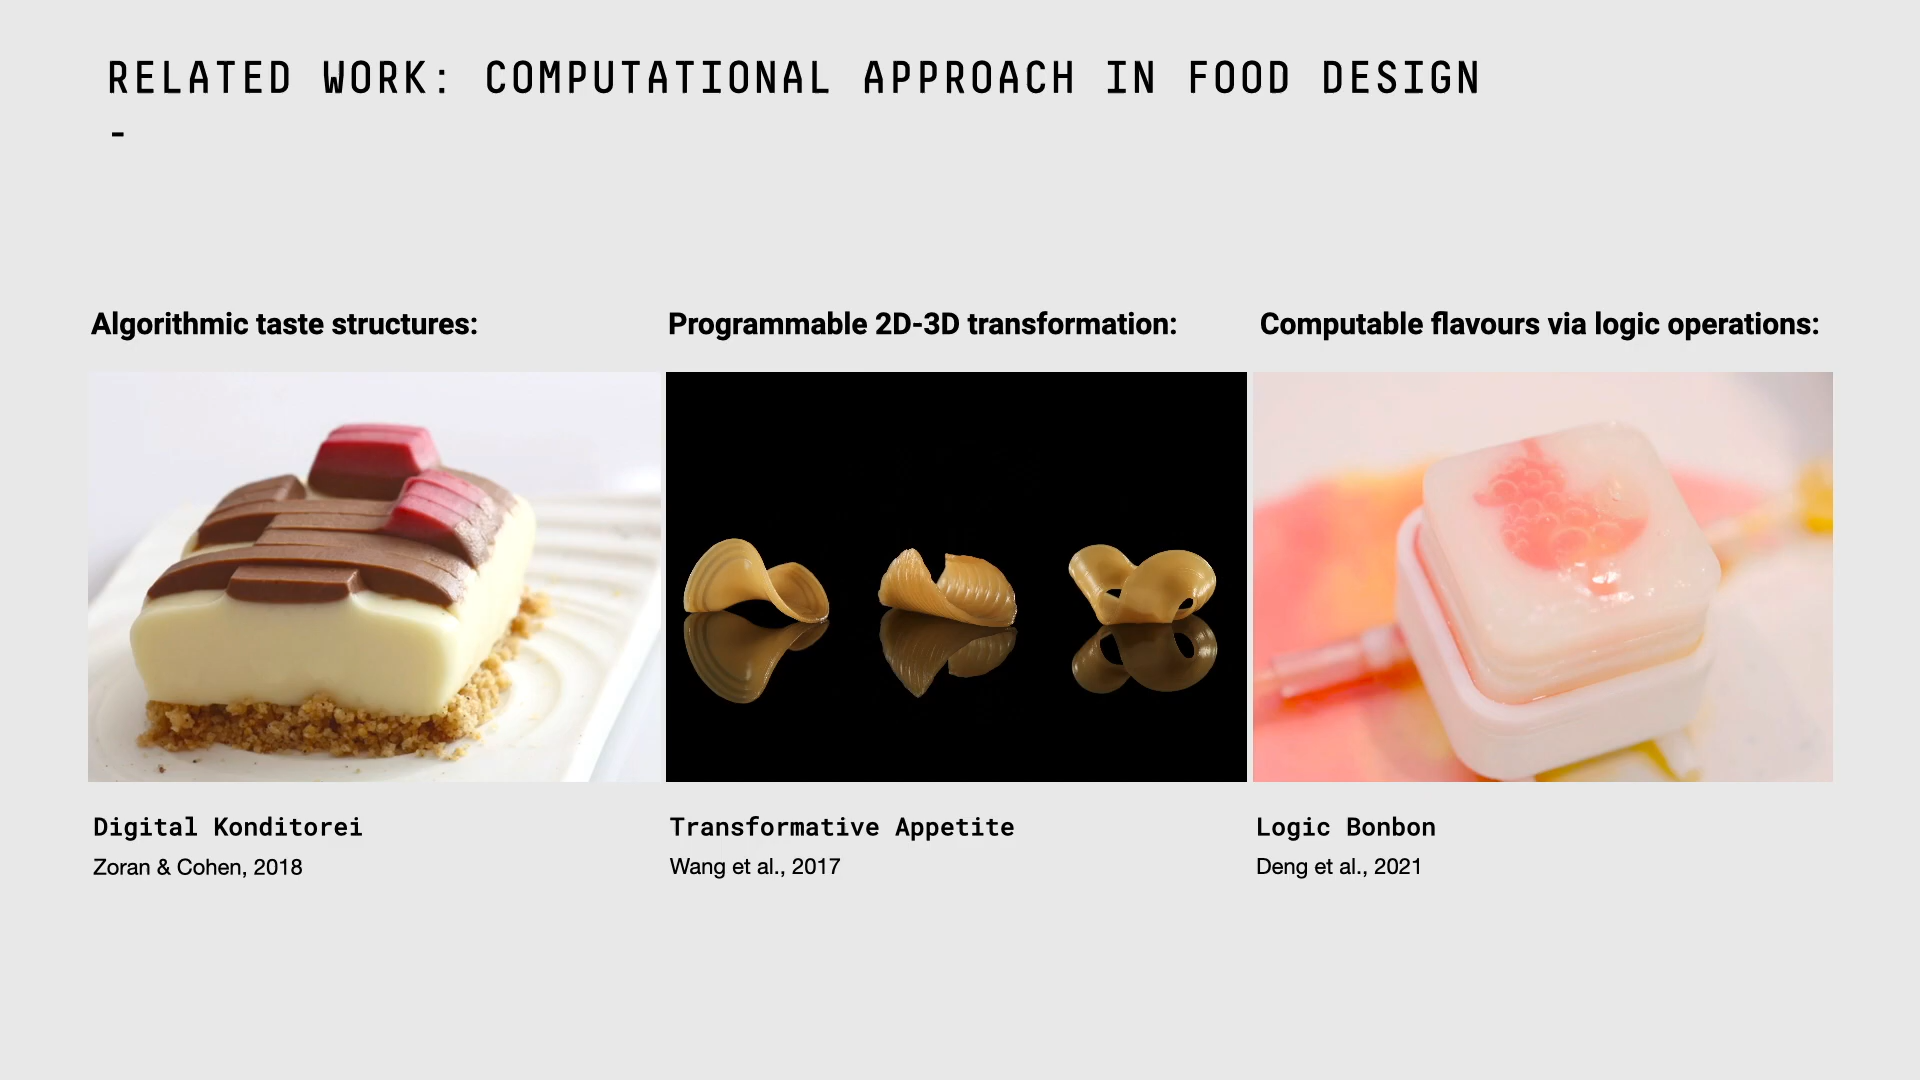 RELATED WORK: COMPUTATIONAL APPROACH IN FOOD DESIGN
-
Algorithmic taste structures:
Programmable 2D-3D transformation:
Computable flavours via logic operations:
Digital Konditorei
Zoran & Cohen, 2018
Transformative Appetite
Wang et al., 2017
Logic Bonbon
Deng et al., 2021